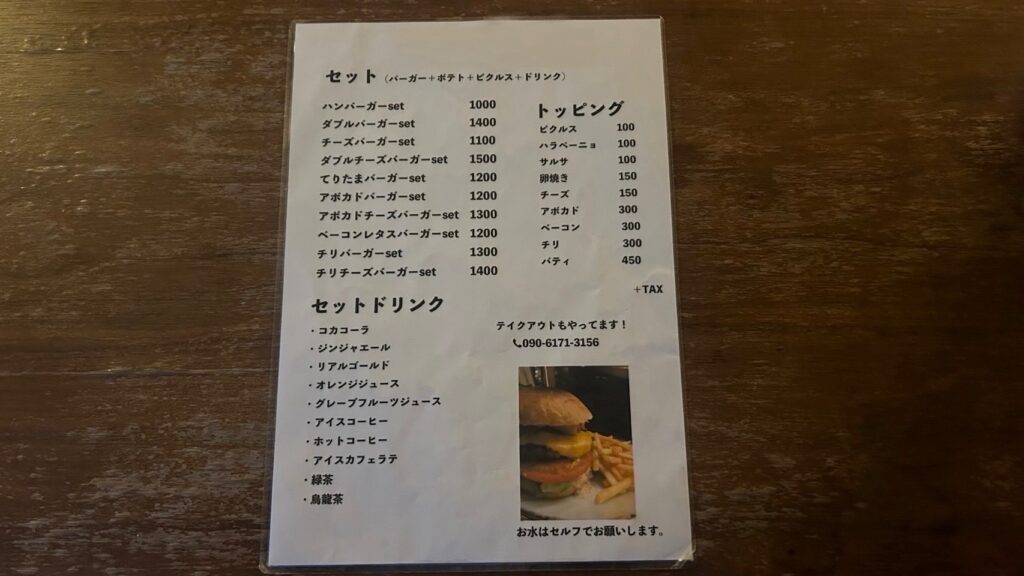 セット（バーガー＋ポテト＋ピクルス＋ドリンク）
ハンバーガーset 1000
ダブルバーガーset 1400
チーズバーガーset 1100
ダブルチーズバーガーset 1500
てりたまバーガーset 1200
アボカドバーガーset 1200
アボカドチーズバーガーset 1300
ベーコンレタスバーガーset 1200
チリバーガーset 1300
チリチーズバーガーset 1400
トッピング
ピクルス 100
ハラペーニョ 100
サルサ 100
卵焼き 150
チーズ 150
アボカド 300
ベーコン 300
チリ 300
パティ 450
＋TAX
セットドリンク
・コカコーラ
・ジンジャエール
・リアルゴールド
・オレンジジュース
・グレープフルーツジュース
・アイスコーヒー
・ホットコーヒー
・アイスカフェラテ
・緑茶
・烏龍茶
テイクアウトもやってます！
090-6171-3156
お水はセルフでお願いします。